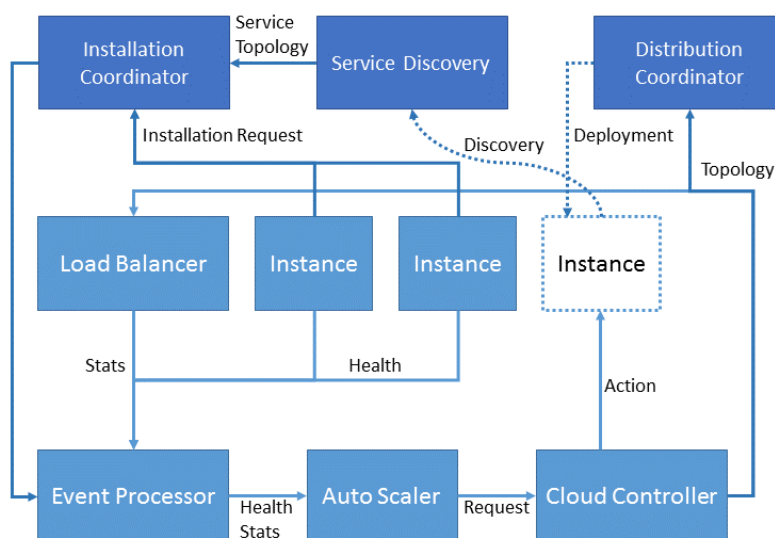 Installation
Coordinator
Service
Topology
Service Discovery
Distribution
Coordinator
Installation Request
Discovery
Deployment
Topology
Load Balancer
Instance
Instance
Instance
Stats
Health
Action
Event Processor
Health
Stats
Auto Scaler
Request
Cloud Controller